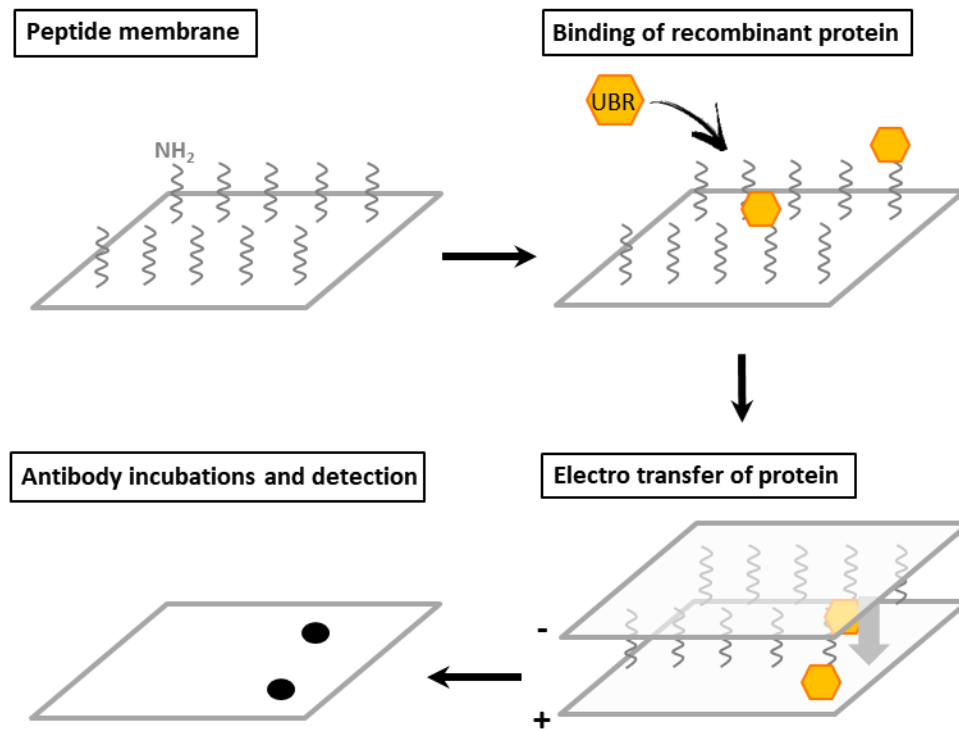 Peptide membrane
Binding of recombinant protein
UBR
NH₂
Antibody incubations and detection
Electro transfer of protein
-
+